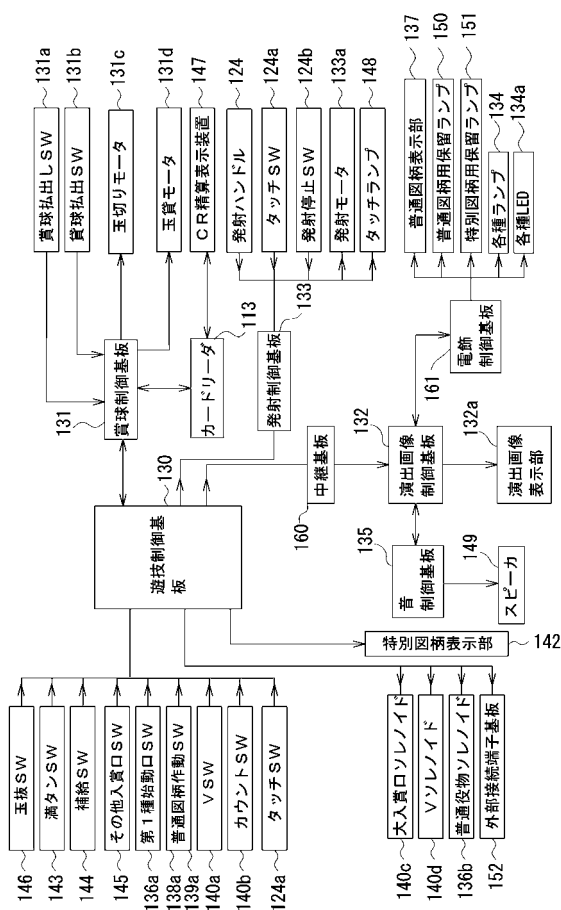 131a
賞球払出しSW
131b
貸球払出SW
131c
玉切りモータ
131d
玉貸モータ
147
CR精算表示装置
124
発射ハンドル
124a
タッチSW
124b
発射停止SW
133a
発射モータ
148
タッチランプ
137
普通図柄表示部
150
普通図柄用保留ランプ
151
特別図柄用保留ランプ
134
各種ランプ
134a
各種LED
賞球制御基板
131
カードリーダ
113
発射制御基板
133
電飾
制御基板
161
遊技制御基
板
130
中継基板
160
132
演出画像
制御基板
132a
演出画像
表示部
135
音
制御基板
149
スピーカ
特別図柄表示部
142
玉抜SW
146
満タンSW
143
補給SW
144
その他入賞口SW
145
第1種始動口SW
136a
普通図柄作動SW
138a
139a
VSW
140a
カウントSW
140b
タッチSW
124a
大入賞口ソレノイド
140c
Vソレノイド
140d
普通役物ソレノイド
136b
外部接続端子基板
152